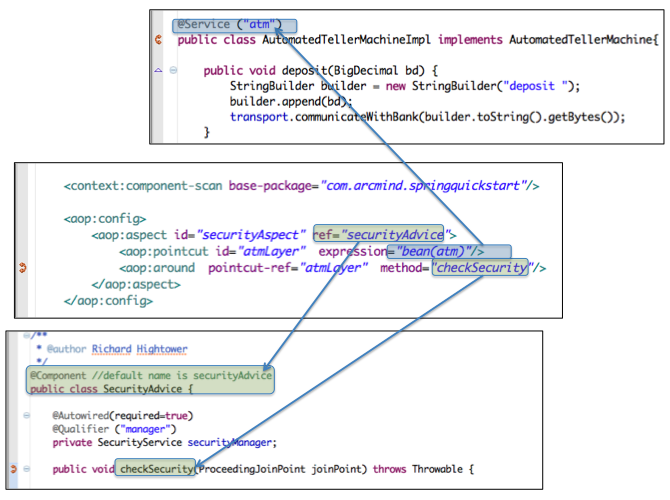 @Service ("atm")
public class AutomatedTellerMachineImpl implements AutomatedTellerMachine{
public void deposit(BigDecimal bd) {
StringBuilder builder = new StringBuilder("deposit ");
builder.append(bd);
transport.communicateWithBank(builder.toString().getBytes());
}
<context:component-scan base-package="com.arcmind.springquickstart"/>
<aop:config>
<aop:aspect id="securityAspect" ref="securityAdvice">
<aop:pointcut id="atmLayer" expression="bean(atm)"/>
<aop:around pointcut-ref="atmLayer" method="checkSecurity"/>
</aop:aspect>
</aop:config>
/**
* @author Richard Hightower
*/
@Component //default name is securityAdvice
public class SecurityAdvice {
@Autowired(required=true)
@Qualifier ("manager")
private SecurityService securityManager;
public void checkSecurity(ProceedingJoinPoint joinPoint) throws Throwable {